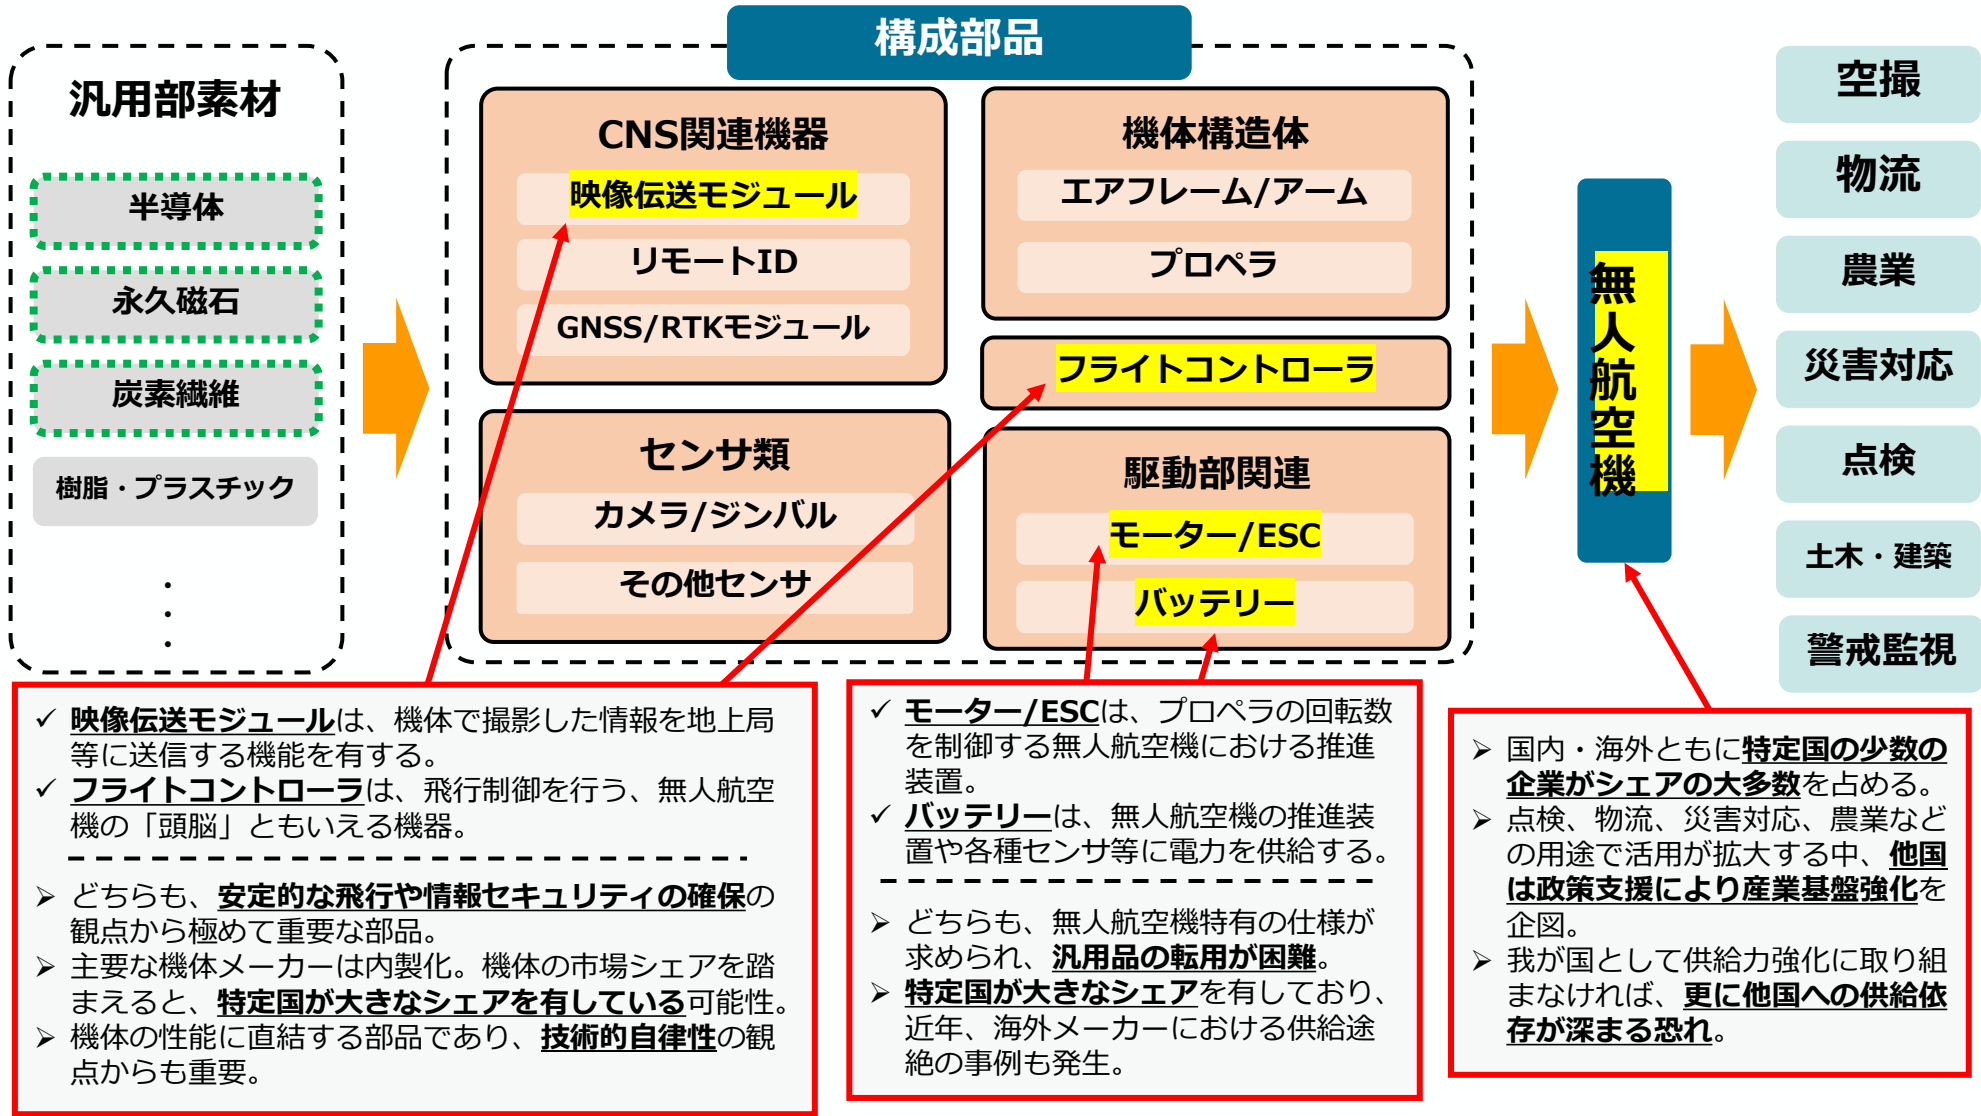 構成部品
汎用部素材
半導体
永久磁石
炭素繊維
樹脂・プラスチック
・
・
・
CNS関連機器
映像伝送モジュール
リモートID
GNSS/RTKモジュール
センサ類
カメラ/ジンバル
その他センサ
機体構造体
エアフレーム/アーム
プロペラ
フライトコントローラ
駆動部関連
モーター/ESC
バッテリー
無人航空機
空撮
物流
農業
災害対応
点検
土木・建築
警戒監視
✓ 映像伝送モジュールは、機体で撮影した情報を地上局
等に送信する機能を有する。
✓ フライトコントローラは、飛行制御を行う、無人航空
機の「頭脳」ともいえる機器。
➢ どちらも、安定的な飛行や情報セキュリティの確保の
観点から極めて重要な部品。
➢ 主要な機体メーカーは内製化。機体の市場シェアを踏
まえると、特定国が大きなシェアを有している可能性。
➢ 機体の性能に直結する部品であり、技術的自律性の観
点からも重要。
✓ モーター/ESCは、プロペラの回転数
を制御する無人航空機における推進
装置。
✓ バッテリーは、無人航空機の推進装
置や各種センサ等に電力を供給する。
➢ どちらも、無人航空機特有の仕様が
求められ、汎用品の転用が困難。
➢ 特定国が大きなシェアを有しており、
近年、海外メーカーにおける供給途
絶の事例も発生。
➢ 国内・海外ともに特定国の少数の
企業がシェアの大多数を占める。
➢ 点検、物流、災害対応、農業など
の用途で活用が拡大する中、他国
は政策支援により産業基盤強化を
企図。
➢ 我が国として供給力強化に取り組
まなければ、更に他国への供給依
存が深まる恐れ。